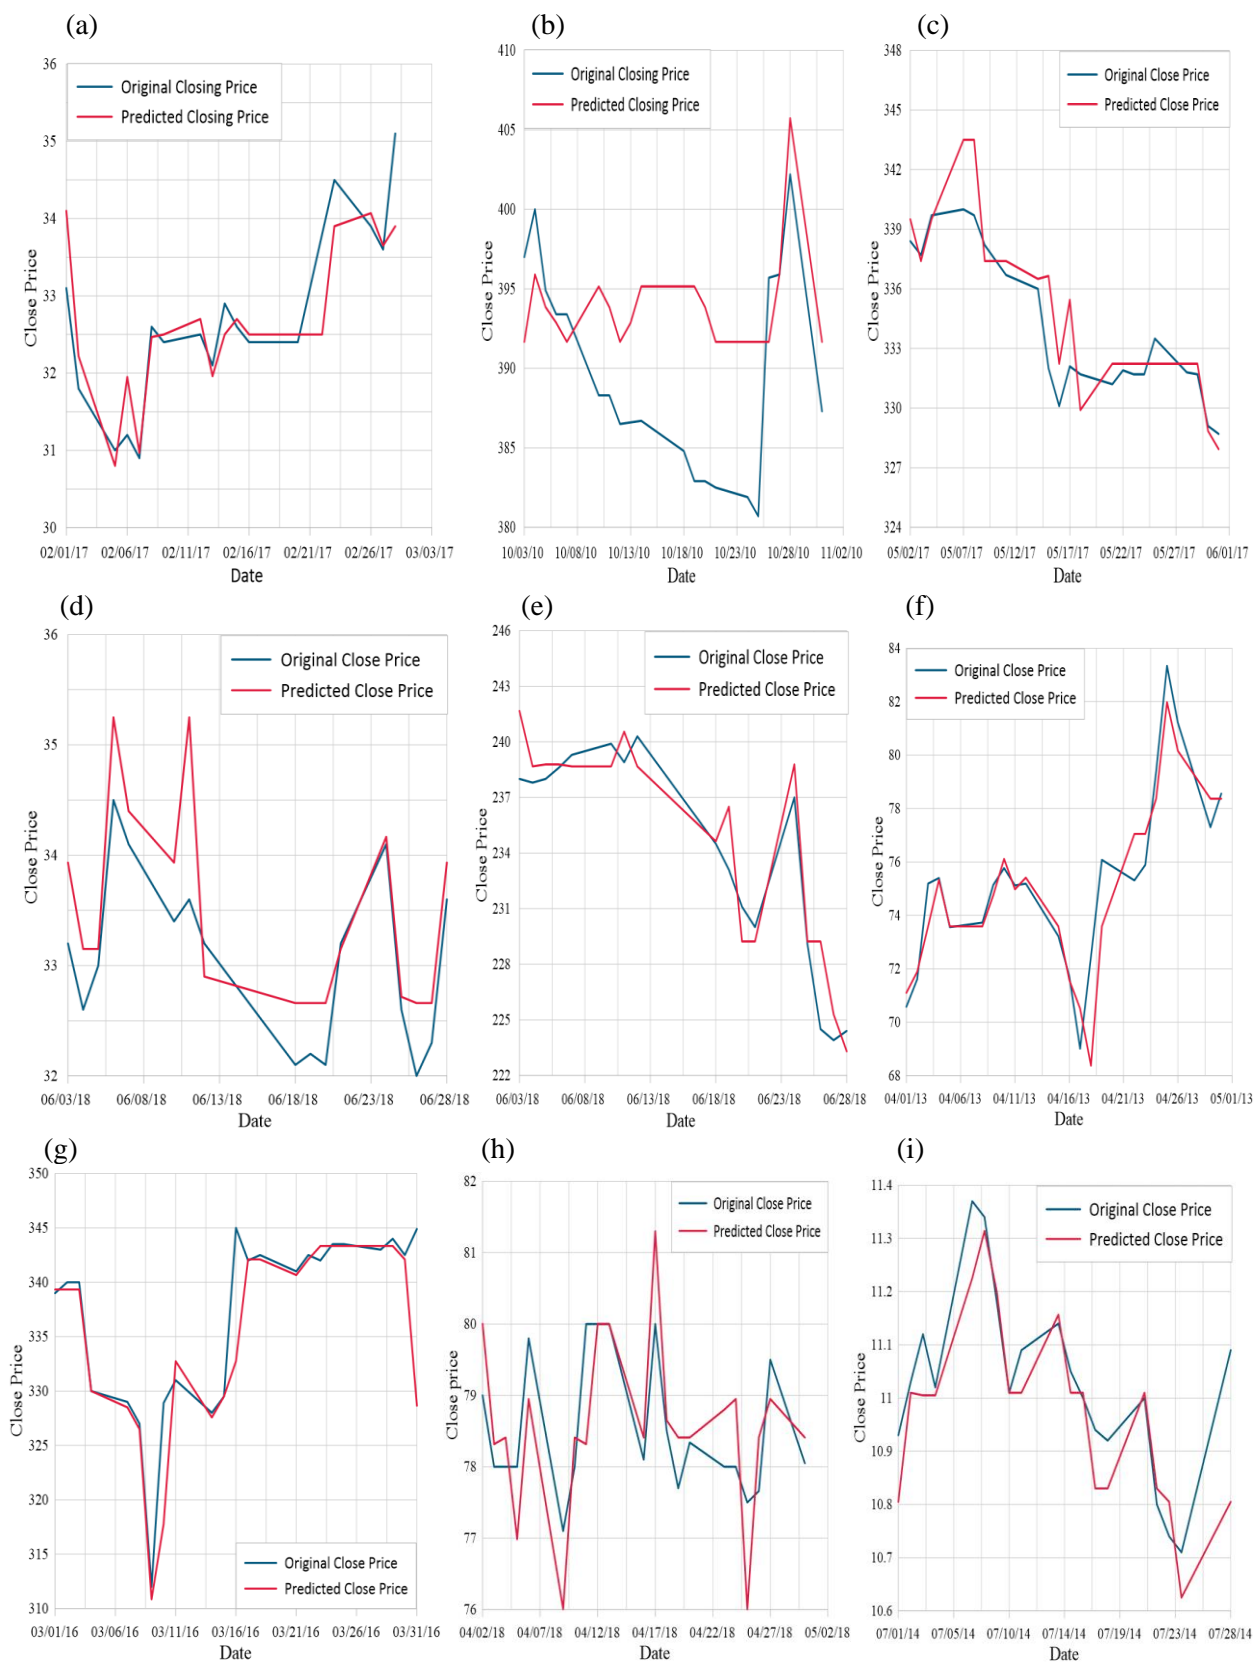 (a)
36
35
34
33
32
31
30
Close Price
Original Closing Price
Predicted Closing Price
02/01/17 02/06/17 02/11/17 02/16/17 02/21/17 02/26/17 03/03/17
Date
(b)
410
405
400
395
390
385
380
Close Price
Original Closing Price
Predicted Closing Price
10/03/10 10/08/10 10/13/10 10/18/10 10/23/10 10/28/10 11/02/10
Date
(c)
348
345
342
339
336
333
330
327
324
Close Price
Original Close Price
Predicted Close Price
05/02/17 05/07/17 05/12/17 05/17/17 05/22/17 05/27/17 06/01/17
Date
(d)
36
35
34
33
32
Close Price
Original Close Price
Predicted Close Price
06/03/18 06/08/18 06/13/18 06/18/18 06/23/18 06/28/18
Date
(e)
246
243
240
237
234
231
228
225
222
Close Price
Original Close Price
Predicted Close Price
06/03/18 06/08/18 06/13/18 06/18/18 06/23/18 06/28/18
Date
(f)
84
82
80
78
76
74
72
70
68
Close Price
Original Close Price
Predicted Close Price
04/01/13 04/06/13 04/11/13 04/16/13 04/21/13 04/26/13 05/01/13
Date
(g)
350
345
340
335
330
325
320
315
310
Close Price
Original Close Price
Predicted Close Price
03/01/16 03/06/16 03/11/16 03/16/16 03/21/16 03/26/16 03/31/16
Date
(h)
82
81
80
79
78
77
76
Close price
Original Close Price
Predicted Close Price
04/02/18 04/07/18 04/12/18 04/17/18 04/22/18 04/27/18 05/02/18
Date
(i)
11.4
11.3
11.2
11.1
11
10.9
10.8
10.7
10.6
Close Price
Original Close Price
Predicted Close Price
07/01/14 07/05/14 07/10/14 07/14/14 07/19/14 07/23/14 07/28/14
Date